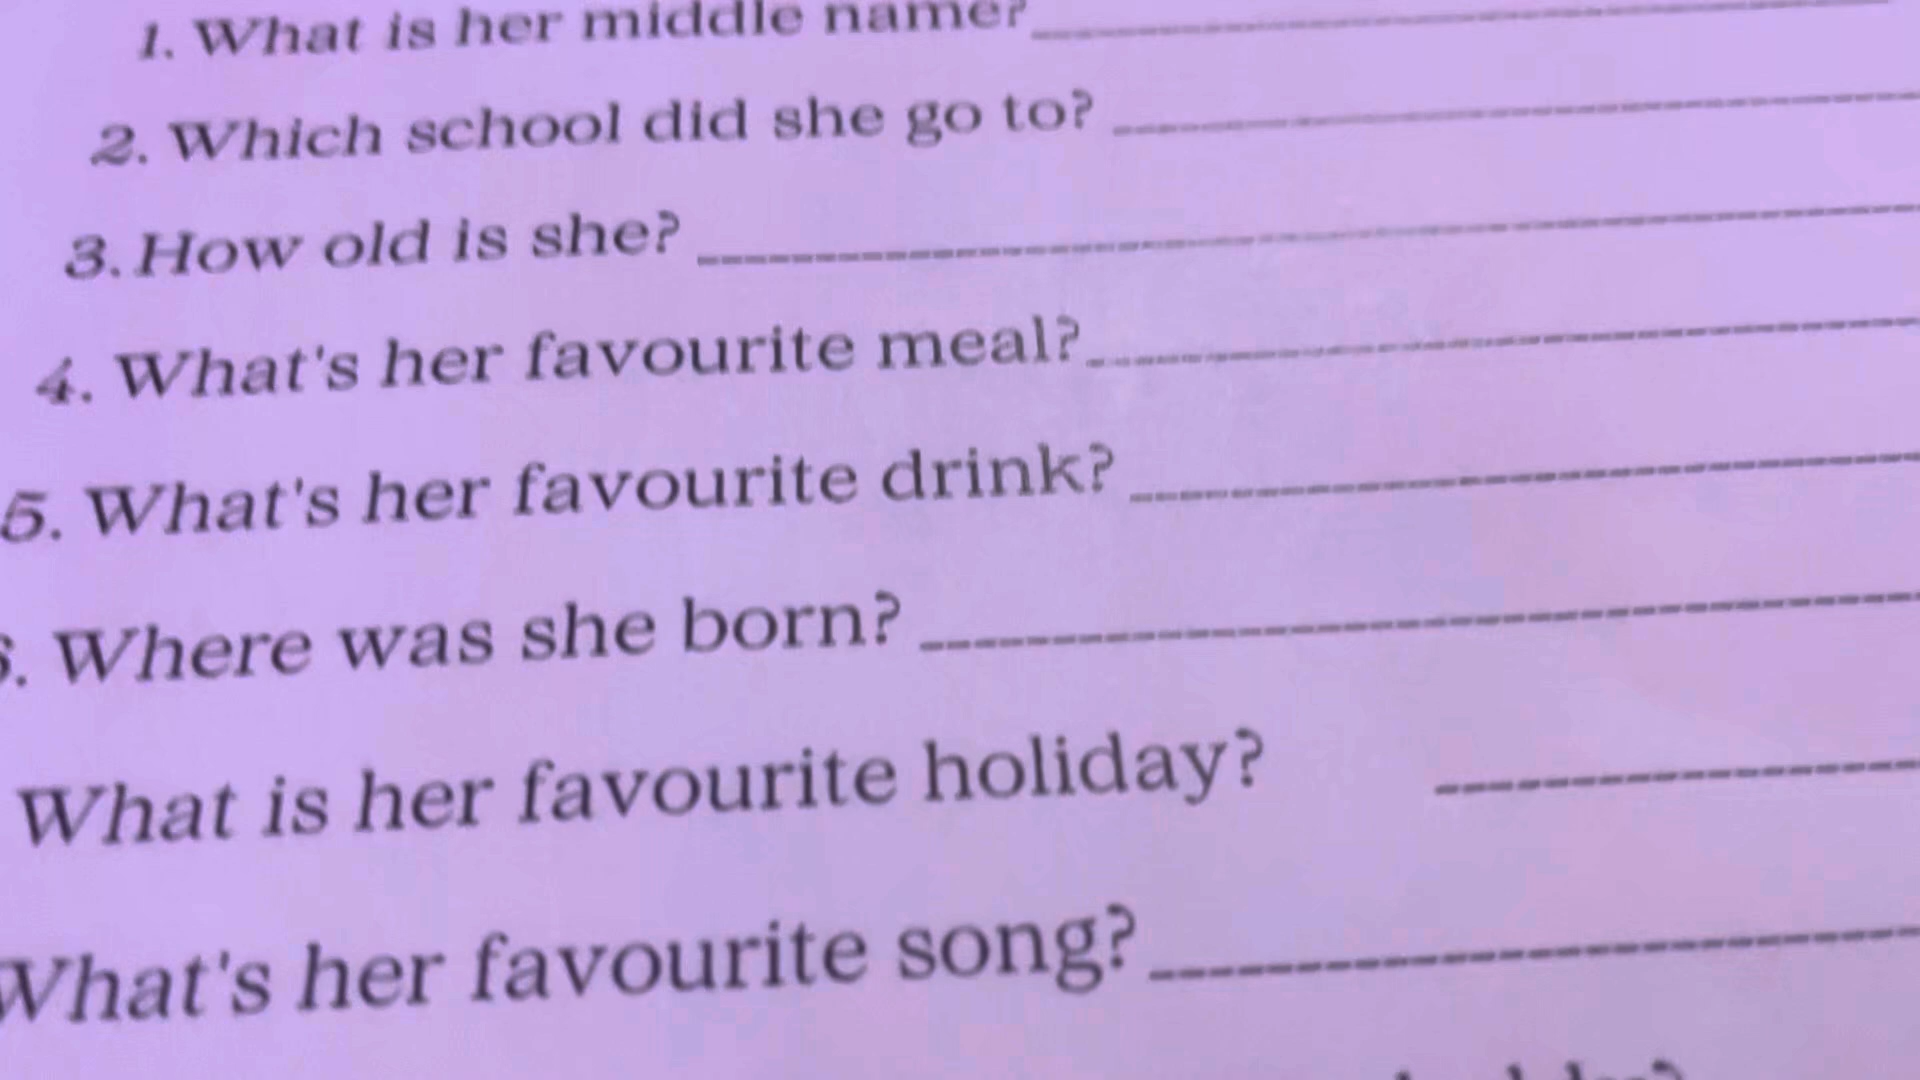 1. What is her middle name?
2. Which school did she go to?
3. How old is she?
4. What's her favourite meal?
5. What's her favourite drink?
. Where was she born?
What is her favourite holiday?
What's her favourite song?